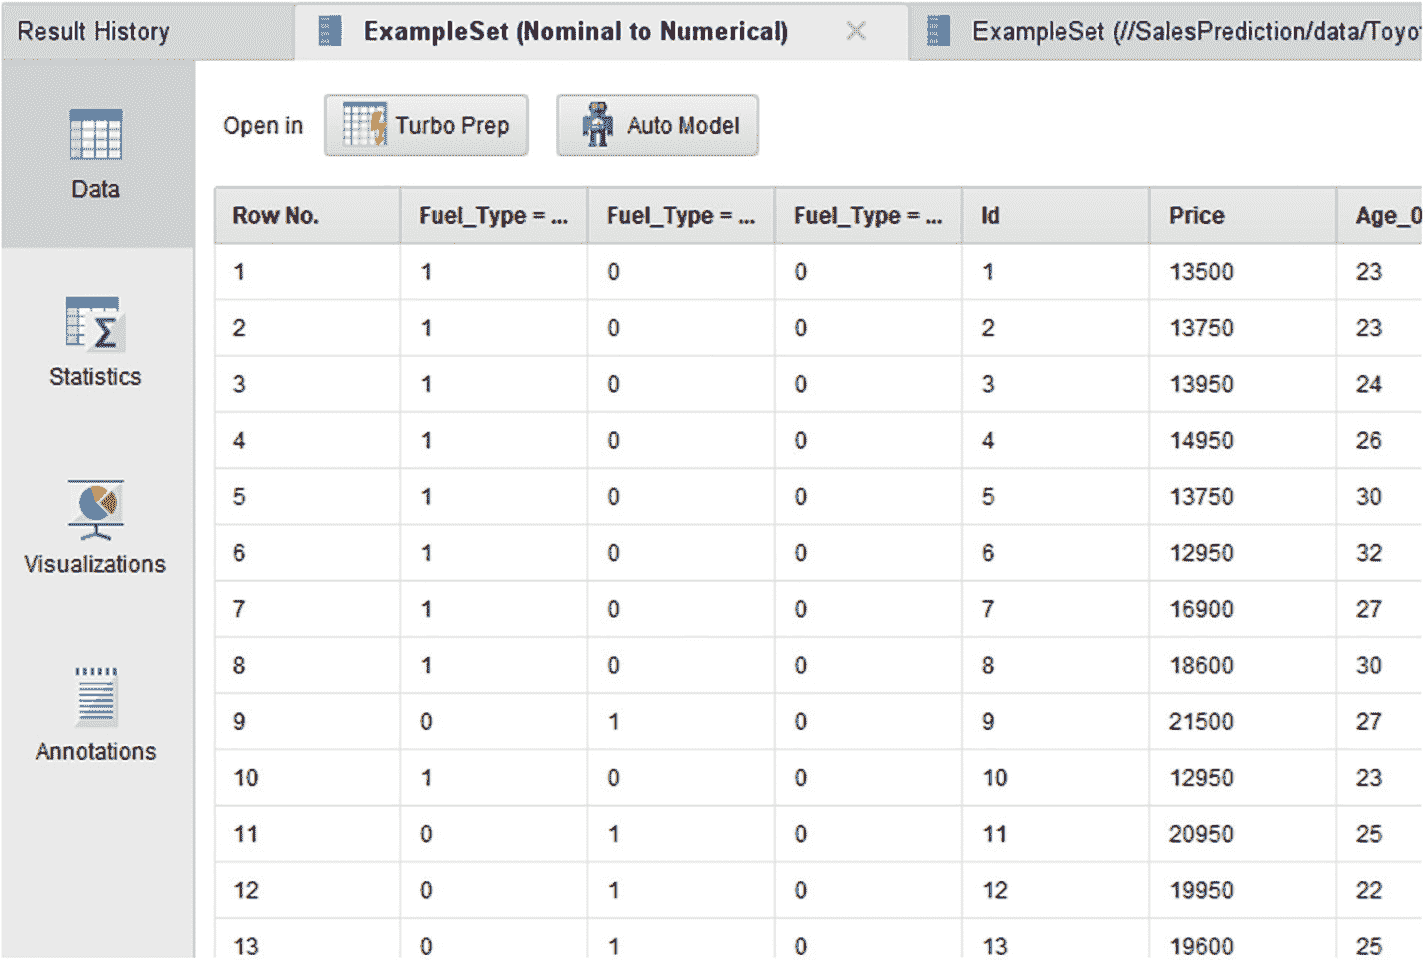 Result History ExampleSet (Nominal to Numerical) ExampleSet (//SalesPrediction/data/Toyo
Open in Turbo Prep Auto Model
Data
Statistics
Visualizations
Annotations
Row No. Fuel_Type = ... Fuel_Type = ... Fuel_Type = ... Id Price Age_0
1 1 0 0 1 13500 23
2 1 0 0 2 13750 23
3 1 0 0 3 13950 24
4 1 0 0 4 14950 26
5 1 0 0 5 13750 30
6 1 0 0 6 12950 32
7 1 0 0 7 16900 27
8 1 0 0 8 18600 30
9 0 1 0 9 21500 27
10 1 0 0 10 12950 23
11 0 1 0 11 20950 25
12 0 1 0 12 19950 22
13 0 1 0 13 19600 25